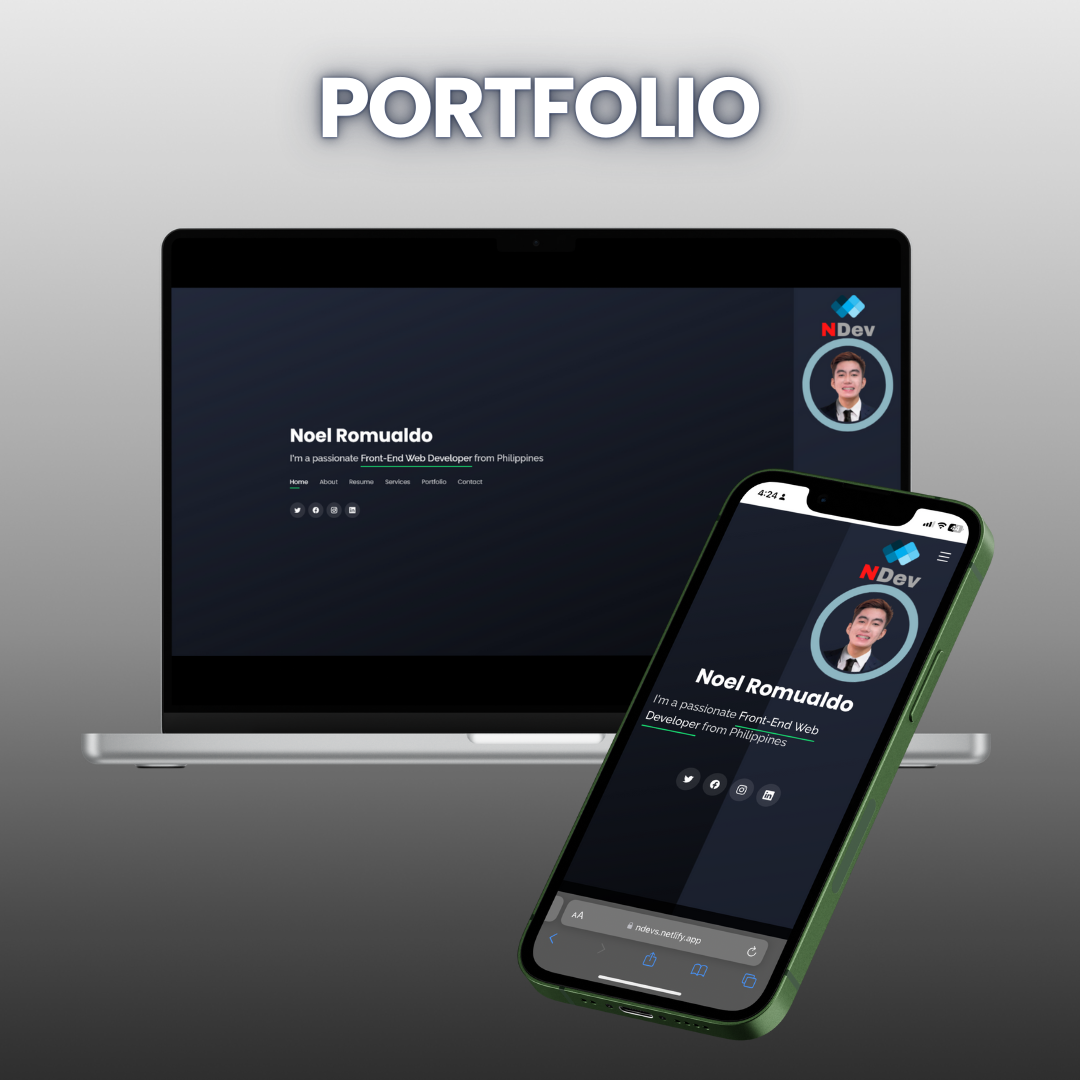 PORTFOLIO
NDev
Noel Romualdo
I'm a passionate Front-End Web Developer from Philippines
Home About Resume Services Portfolio Contact
4:24
NDev
Noel Romualdo
I'm a passionate Front-End Web
Developer from Philippines
AA ndevs.netlify.app